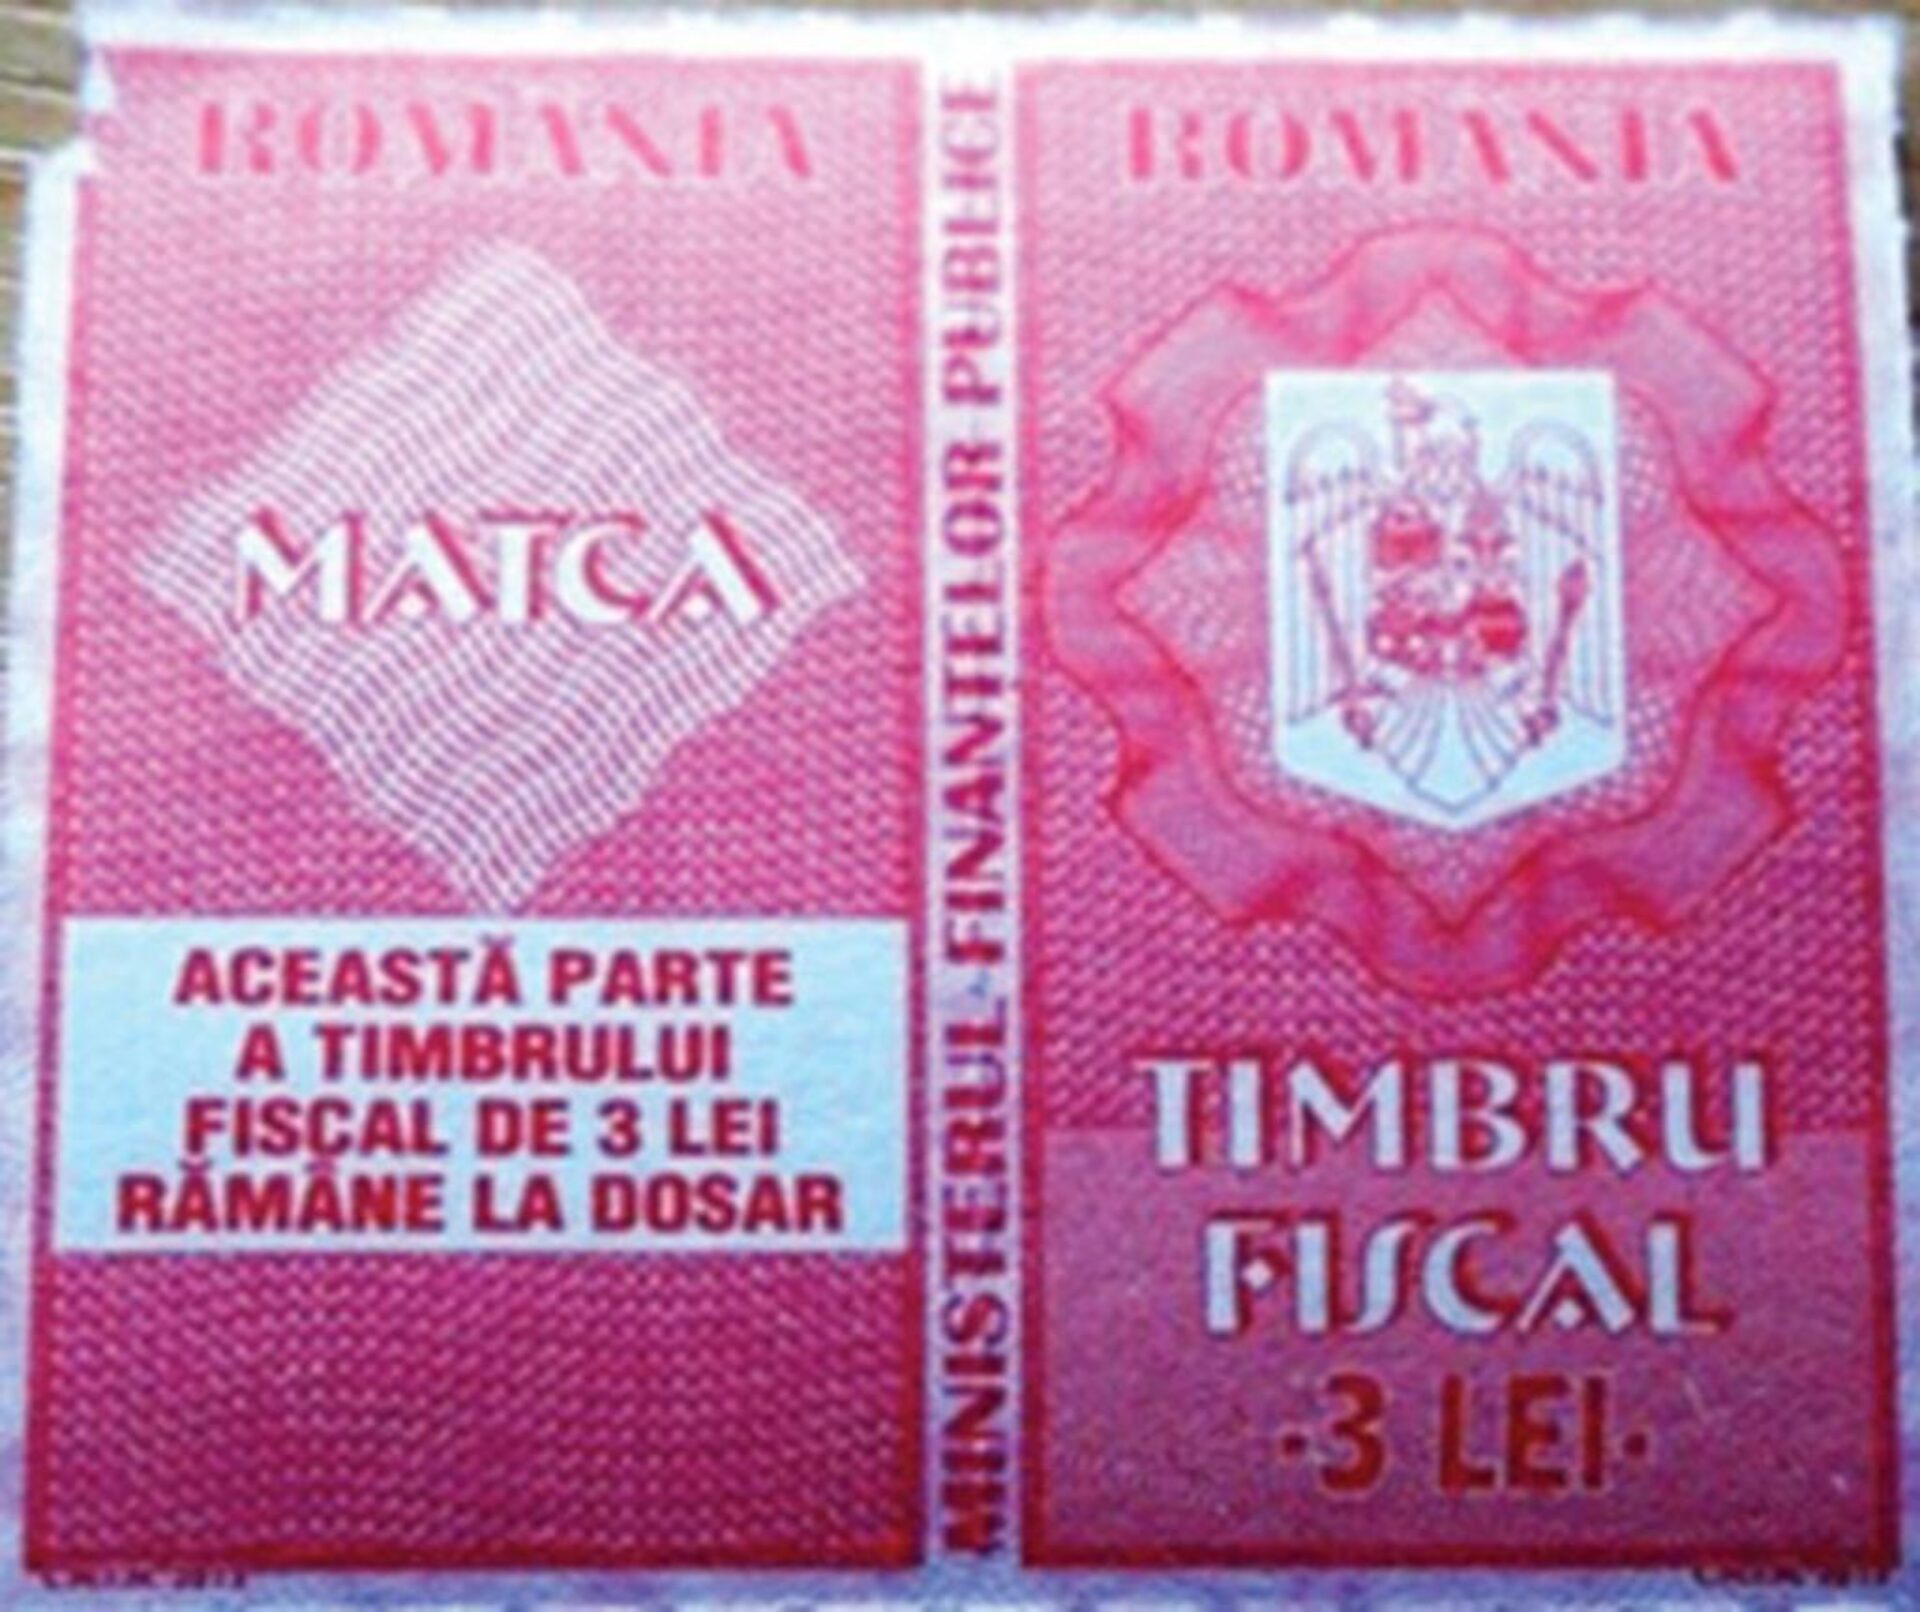 ROMANIA
MATCA
ACEASTĂ PARTE
A TIMBRULUI
FISCAL DE 3 LEI
RĂMÂNE LA DOSAR
MINISTERUL FINANTELOR PUBLICE
ROMANIA
TIMBRU
FISCAL
·3 LEI·